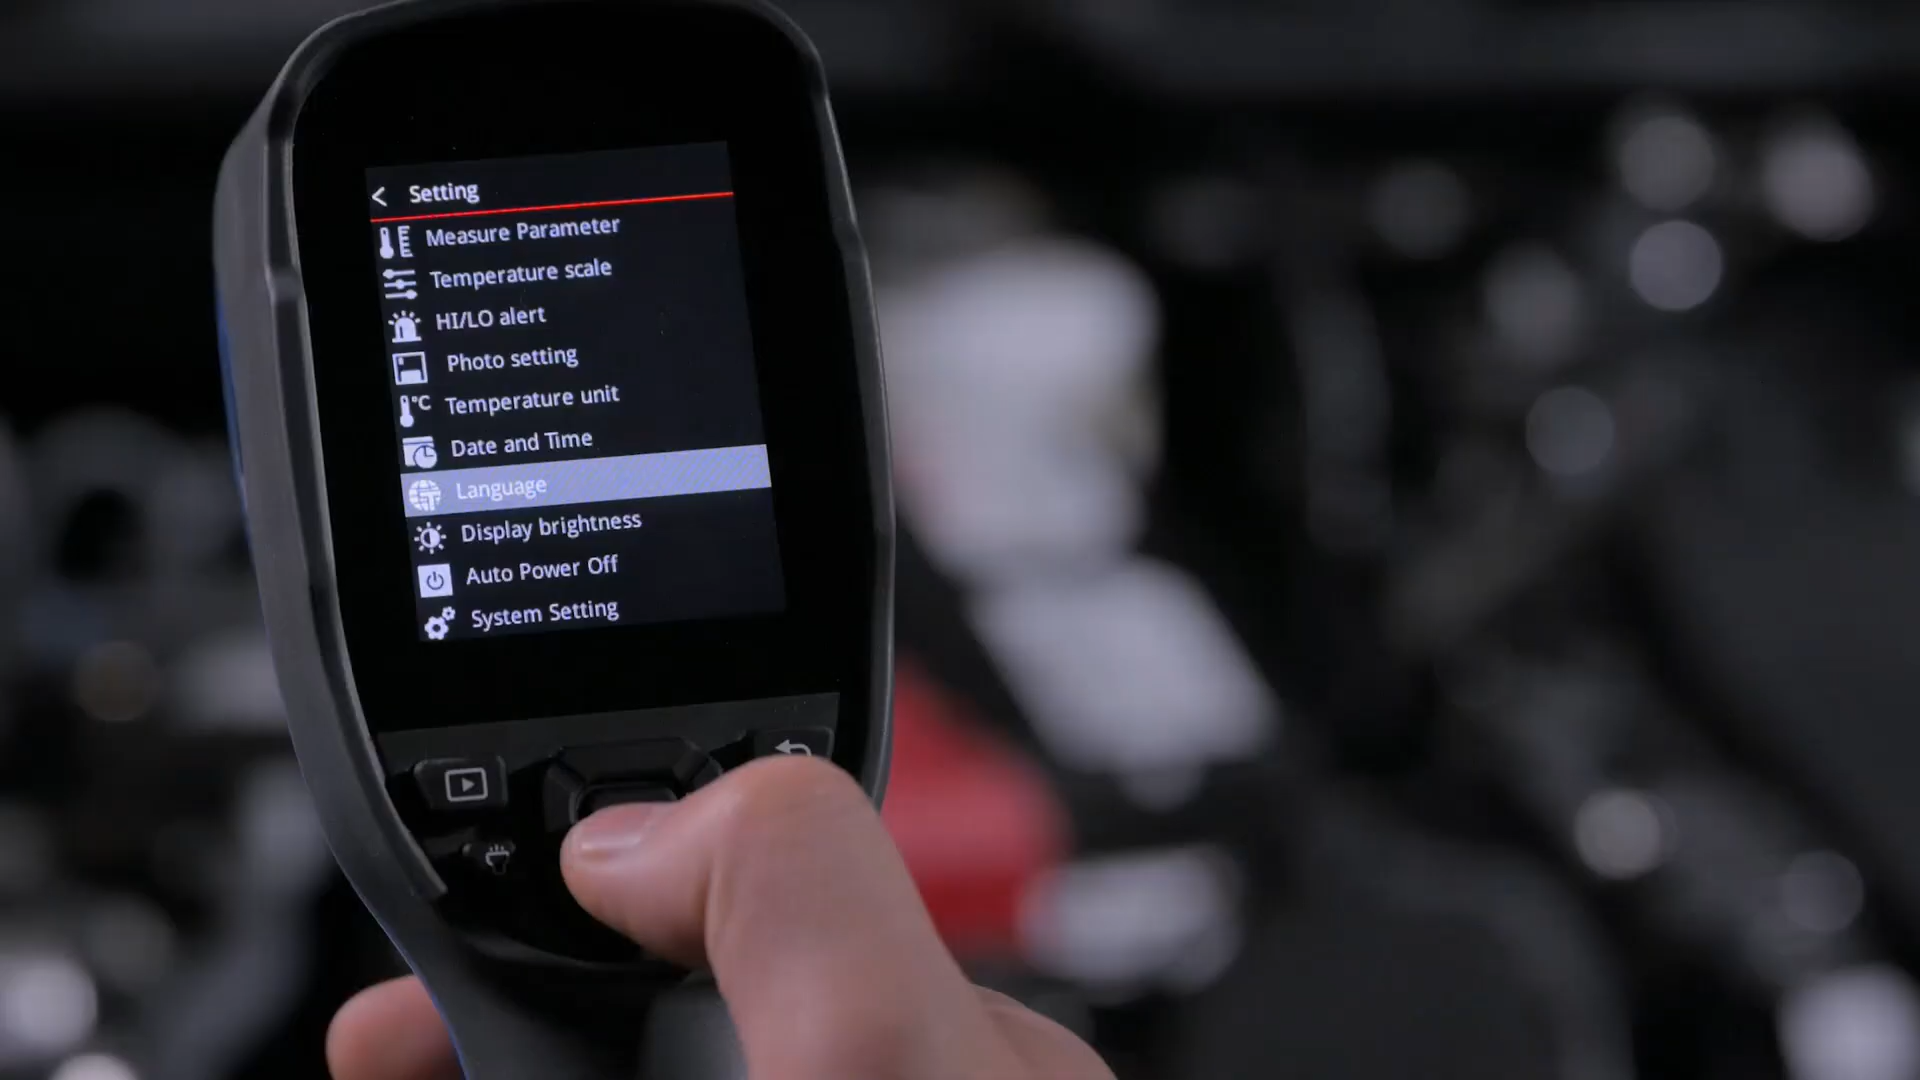 Setting
Measure Parameter
Temperature scale
HI/LO alert
Photo setting
°C Temperature unit
Date and Time
Language
Display brightness
Auto Power Off
System Setting